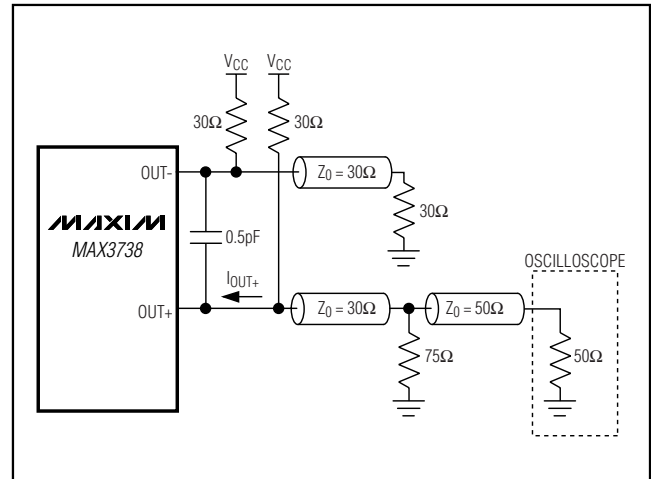 VCC VCC
30Ω 30Ω
OUT- Z0 = 30Ω
30Ω
MAXIM
MAX3738
0.5pF
OSCILLOSCOPE
IOUT+
OUT+ Z0 = 30Ω Z0 = 50Ω
75Ω 50Ω